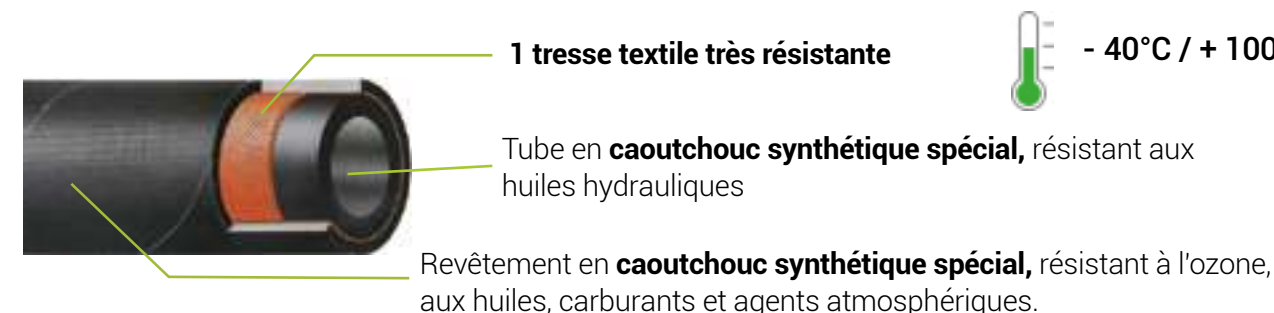 1 tresse textile très résistante
- 40°C / + 100
Tube en caoutchouc synthétique spécial, résistant aux
huiles hydrauliques
Revêtement en caoutchouc synthétique spécial, résistant à l'ozone,
aux huiles, carburants et agents atmosphériques.